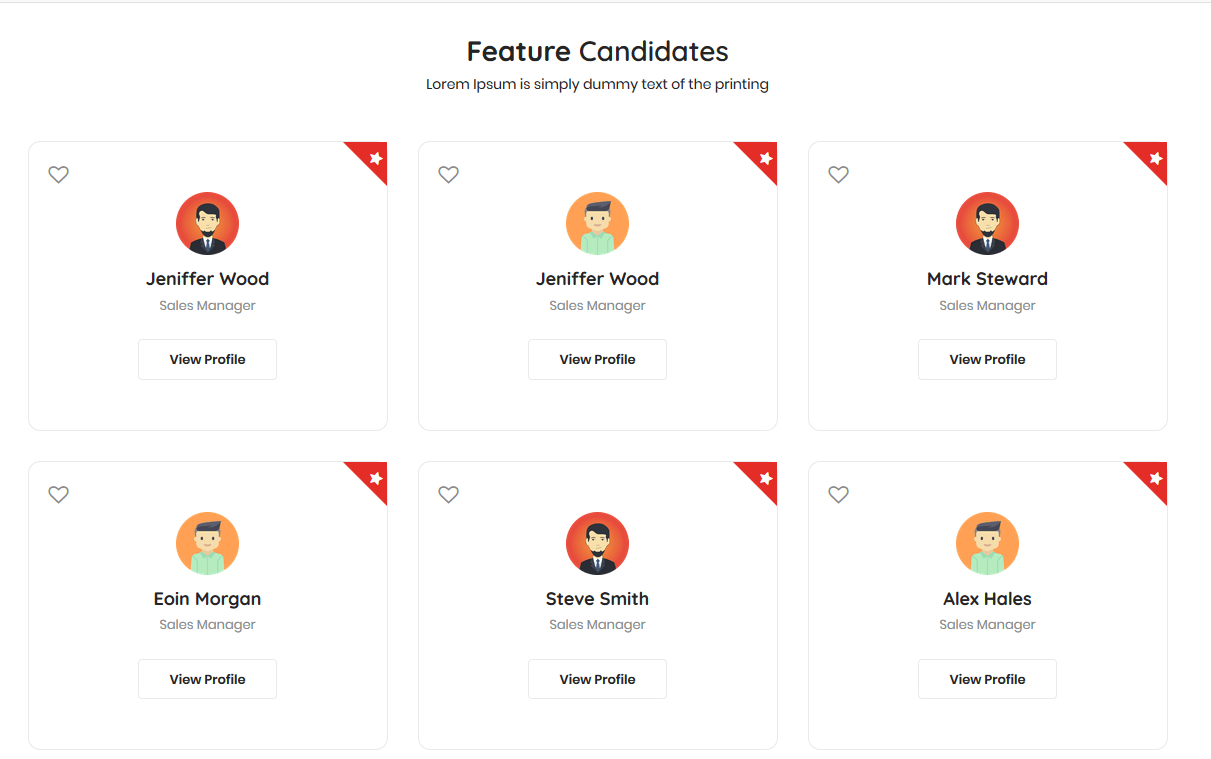 Feature Candidates
Lorem Ipsum is simply dummy text of the printing
Jeniffer Wood
Sales Manager
View Profile
Jeniffer Wood
Sales Manager
View Profile
Mark Steward
Sales Manager
View Profile
Eoin Morgan
Sales Manager
View Profile
Steve Smith
Sales Manager
View Profile
Alex Hales
Sales Manager
View Profile